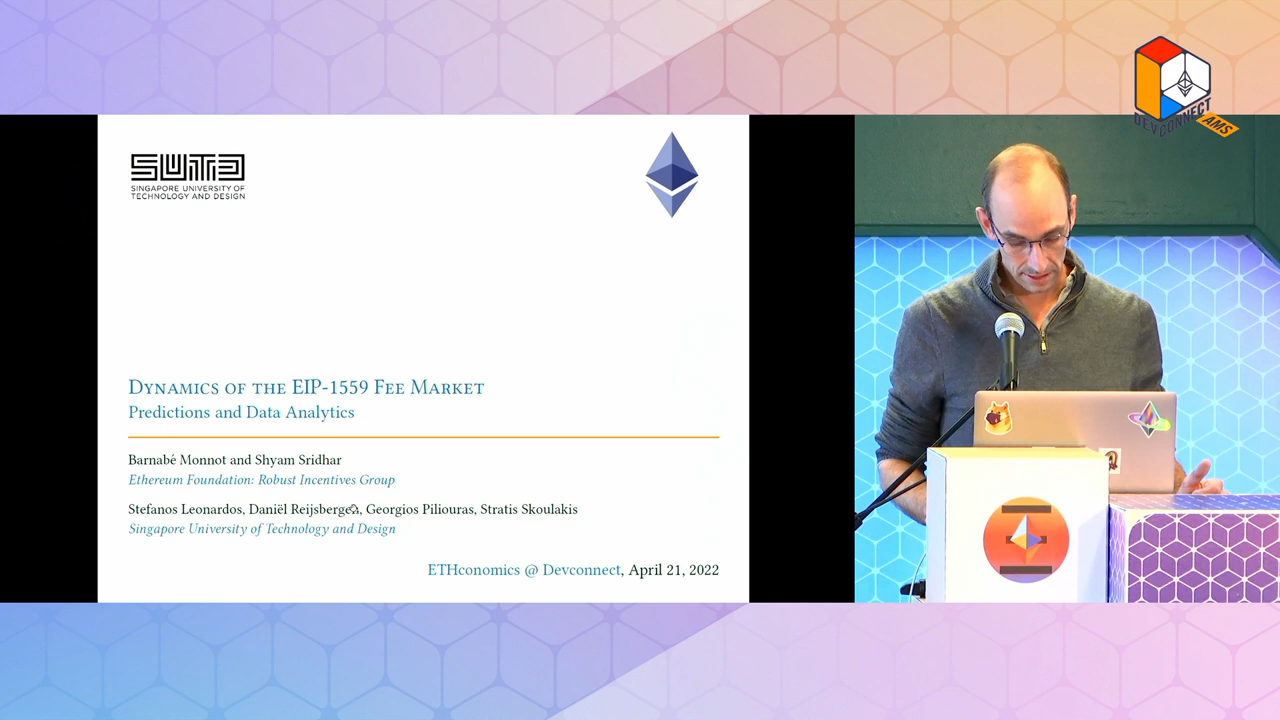 DEVCONNECT
AMS
SUTD
SINGAPORE UNIVERSITY OF
TECHNOLOGY AND DESIGN
DYNAMICS OF THE EIP-1559 FEE MARKET
Predictions and Data Analytics
Barnabé Monnot and Shyam Sridhar
Ethereum Foundation: Robust Incentives Group
Stefanos Leonardos, Daniël Reijsbergen, Georgios Piliouras, Stratis Skoulakis
Singapore University of Technology and Design
ETHconomics @ Devconnect, April 21, 2022